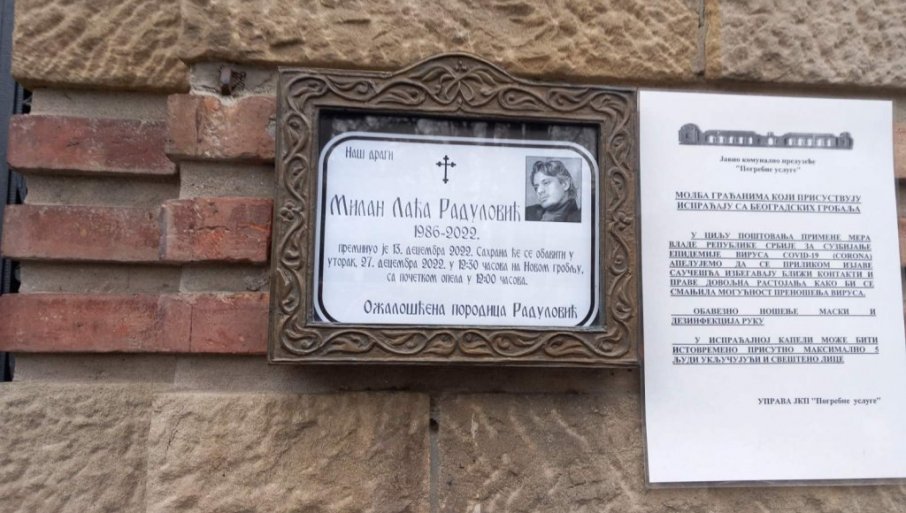 Наш драги
Милан Лаћа Радуловић
1986-2022.
преминуо је 13. децембра 2022. Сахрана ће се обавити у
уторак, 27. децембра 2022. у 12:30 часова на Новом гробљу,
са почетком опела у 12:00 часова.
Ожалошћена породица Радуловић
Јавно комунално предузеће
"Погребне услуге"
МОЛБА ГРАЂАНИМА КОЈИ ПРИСУСТВУЈУ
ИСПРАЋАЈУ СА БЕОГРАДСКИХ ГРОБАЉА
У ЦИЉУ ПОШТОВАЊА ПРИМЕНЕ МЕРА
ВЛАДЕ РЕПУБЛИКЕ СРБИЈЕ ЗА СУЗБИЈАЊЕ
ЕПИДЕМИЈЕ ВИРУСА COVID-19 (CORONA)
АПЕЛУЈЕМО ДА СЕ ПРИЛИКОМ ИЗЈАВЕ
САУЧЕШЋА ИЗБЕГАВАЈУ БЛИЖИ КОНТАКТИ И
ПРАВЕ ДОВОЉНА РАСТОЈАЊА КАКО БИ СЕ
СМАЊИЛА МОГУЋНОСТ ПРЕНОШЕЊА ВИРУСА.
ОБАВЕЗНО НОШЕЊЕ МАСКИ И
ДЕЗИНФЕКЦИЈА РУКУ
У ИСПРАЋАЈНОЈ КАПЕЛИ МОЖЕ БИТИ
ИСТОВРЕМЕНО ПРИСУТНО МАКСИМАЛНО 5
ЉУДИ УКЉУЧУЈУЋИ И СВЕШТЕНО ЛИЦЕ
УПРАВА ЈКП "Погребне услуге"